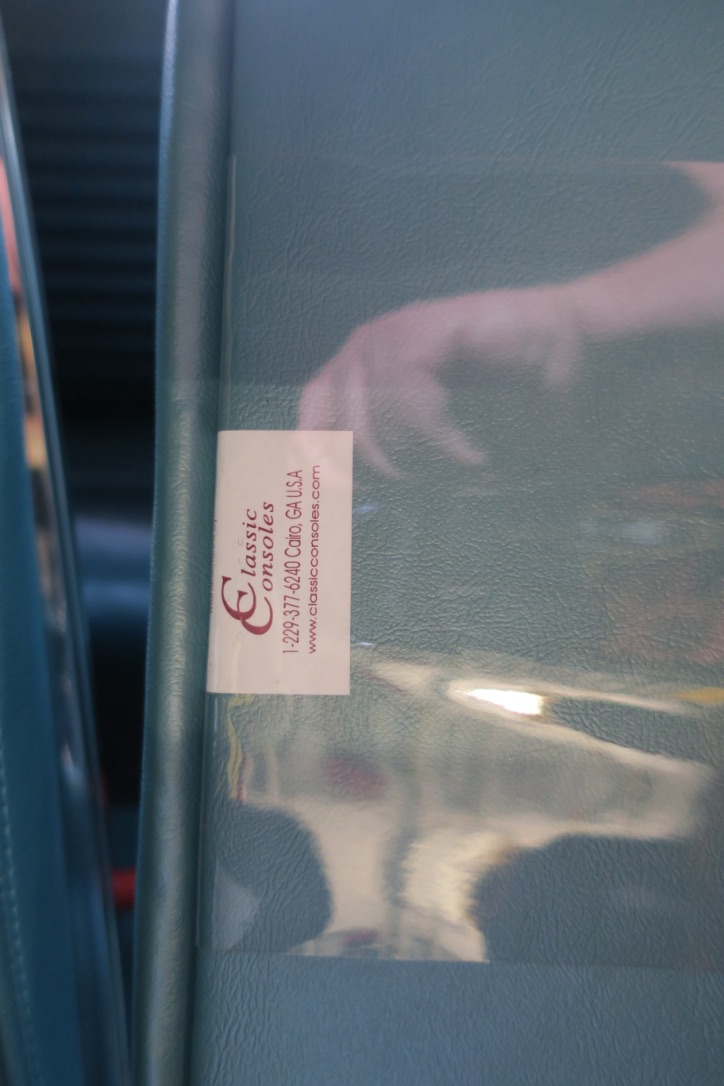 Classic
Consoles
1-229-377-6240 Cairo, GA U.S.A
www.classicconsoles.com